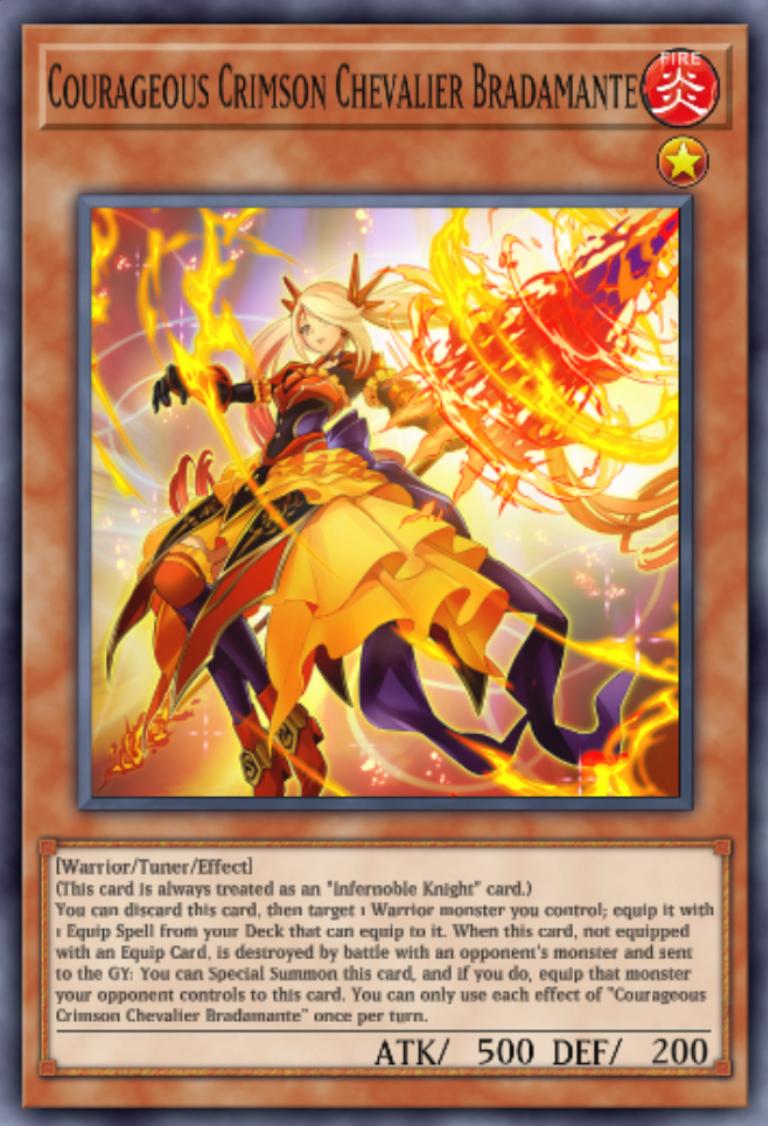 Courageous Crimson Chevalier Bradamante
FIRE
炎
[Warrior/Tuner/Effect]
(This card is always treated as an "Infernoble Knight" card.)
You can discard this card, then target 1 Warrior monster you control; equip it with
1 Equip Spell from your Deck that can equip to it. When this card, not equipped
with an Equip Card, is destroyed by battle with an opponent's monster and sent
to the GY: You can Special Summon this card, and if you do, equip that monster
your opponent controls to this card. You can only use each effect of "Courageous
Crimson Chevalier Bradamante" once per turn.
ATK/ 500 DEF/ 200